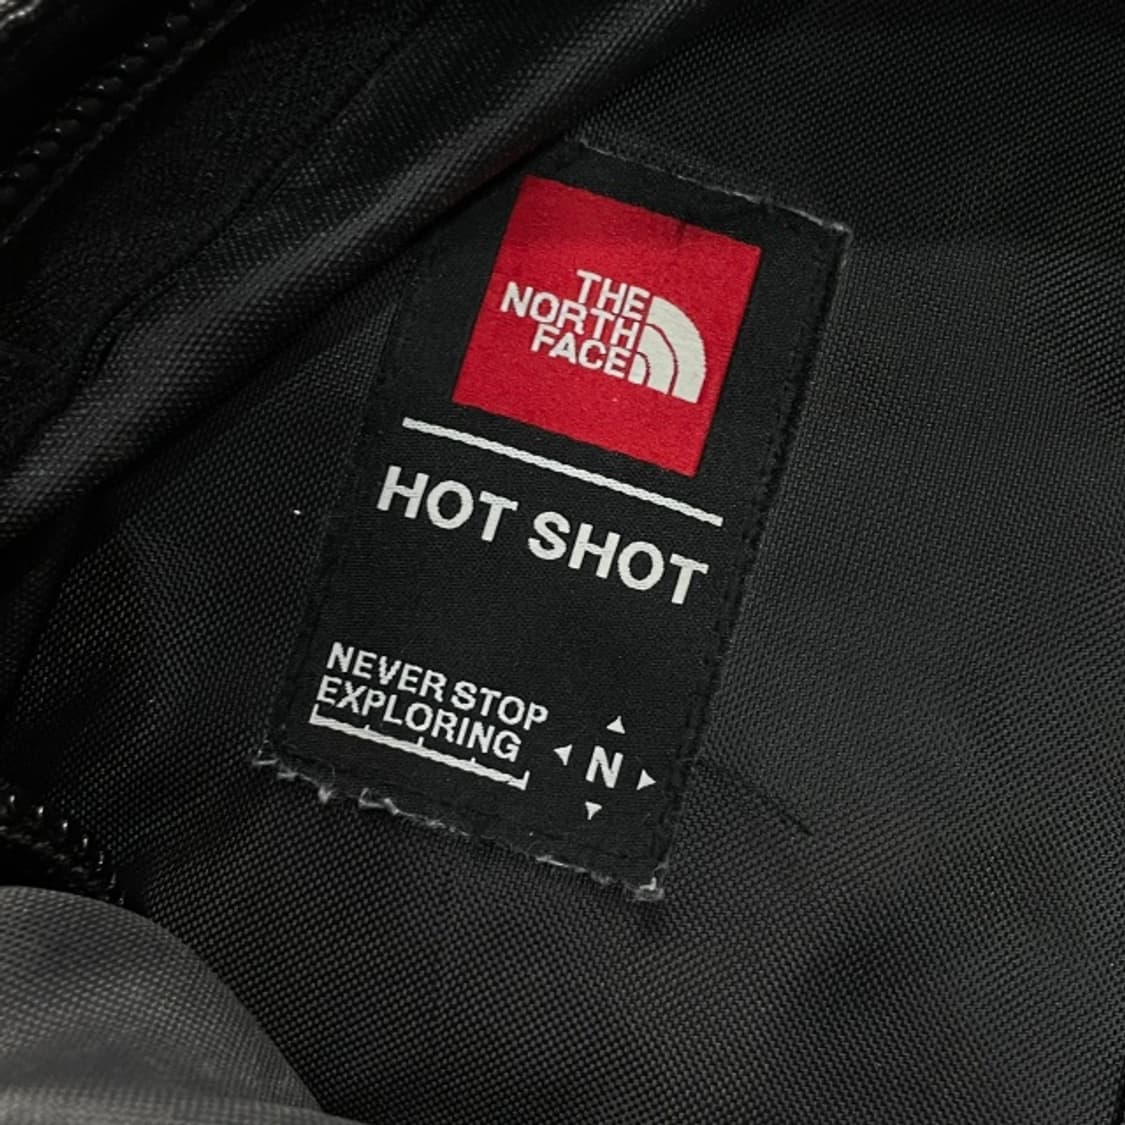 THE
NORTH
FACE
HOT SHOT
NEVER STOP
EXPLORING
N